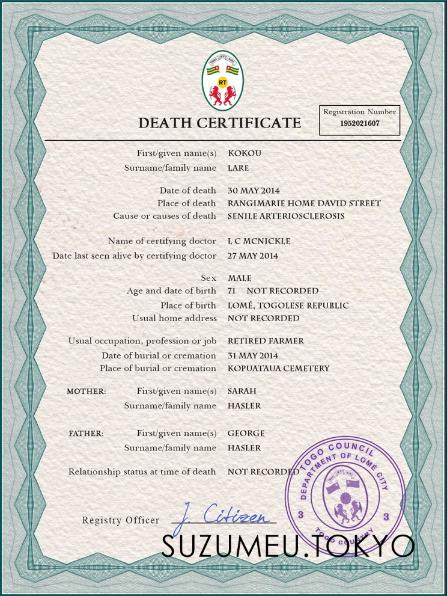 RT
DEATH CERTIFICATE
Registration Number
1952021607
First/given name(s) KOKOU
Surname/family name LARE
Date of death 30 MAY 2014
Place of death RANGIMARIE HOME DAVID STREET
Cause or causes of death SENILE ARTERIOSCLEROSIS
Name of certifying doctor I, C MCNICKLE
Date last seen alive by certifying doctor 27 MAY 2014
Sex MALE
Age and date of birth 71 NOT RECORDED
Place of birth LOMÉ, TOGOLESE REPUBLIC
Usual home address NOT RECORDED
Usual occupation, profession or job RETIRED FARMER
Date of burial or cremation 31 MAY 2014
Place of burial or cremation KOPUATAUA CEMETERY
MOTHER: First/given name(s) SARAH
Surname/family name HASLER
FATHER: First/given name(s) GEORGE
Surname/family name HASLER
Relationship status at time of death NOT RECORDED
TOGO COUNCIL
DEPARTMENT OF LOME CITY
3 3
TOGO COUNTRY
Registry Officer J. Citizen
SUZUMEU.TOKYO